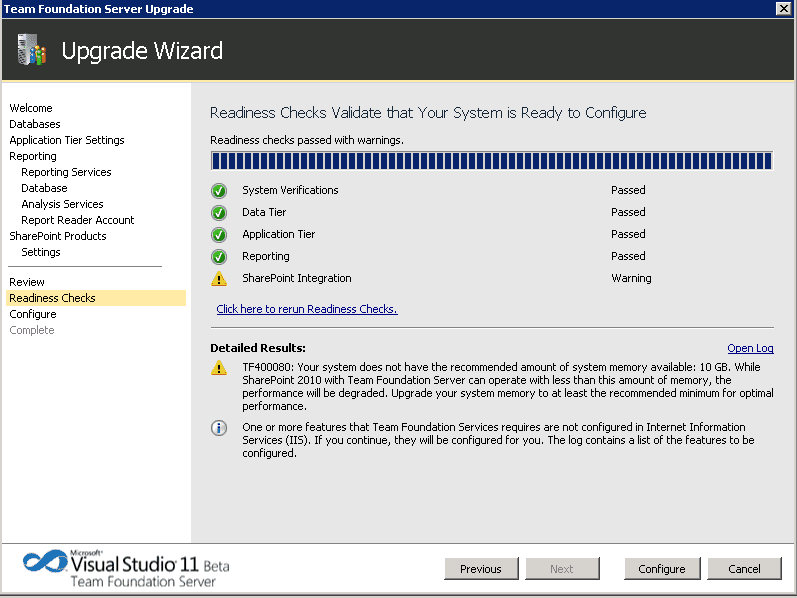 Team Foundation Server Upgrade
Upgrade Wizard
Welcome
Databases
Application Tier Settings
Reporting
Reporting Services
Database
Analysis Services
Report Reader Account
SharePoint Products
Settings
Review
Readiness Checks
Configure
Complete
Readiness Checks Validate that Your System is Ready to Configure
Readiness checks passed with warnings.
System Verifications Passed
Data Tier Passed
Application Tier Passed
Reporting Passed
SharePoint Integration Warning
Click here to rerun Readiness Checks.
Detailed Results: Open Log
TF400080: Your system does not have the recommended amount of system memory available: 10 GB. While
SharePoint 2010 with Team Foundation Server can operate with less than this amount of memory, the
performance will be degraded. Upgrade your system memory to at least the recommended minimum for optimal
performance.
One or more features that Team Foundation Services requires are not configured in Internet Information
Services (IIS). If you continue, they will be configured for you. The log contains a list of the features to be
configured.
Microsoft®
Visual Studio 11 Beta
Team Foundation Server
Previous Next Configure Cancel